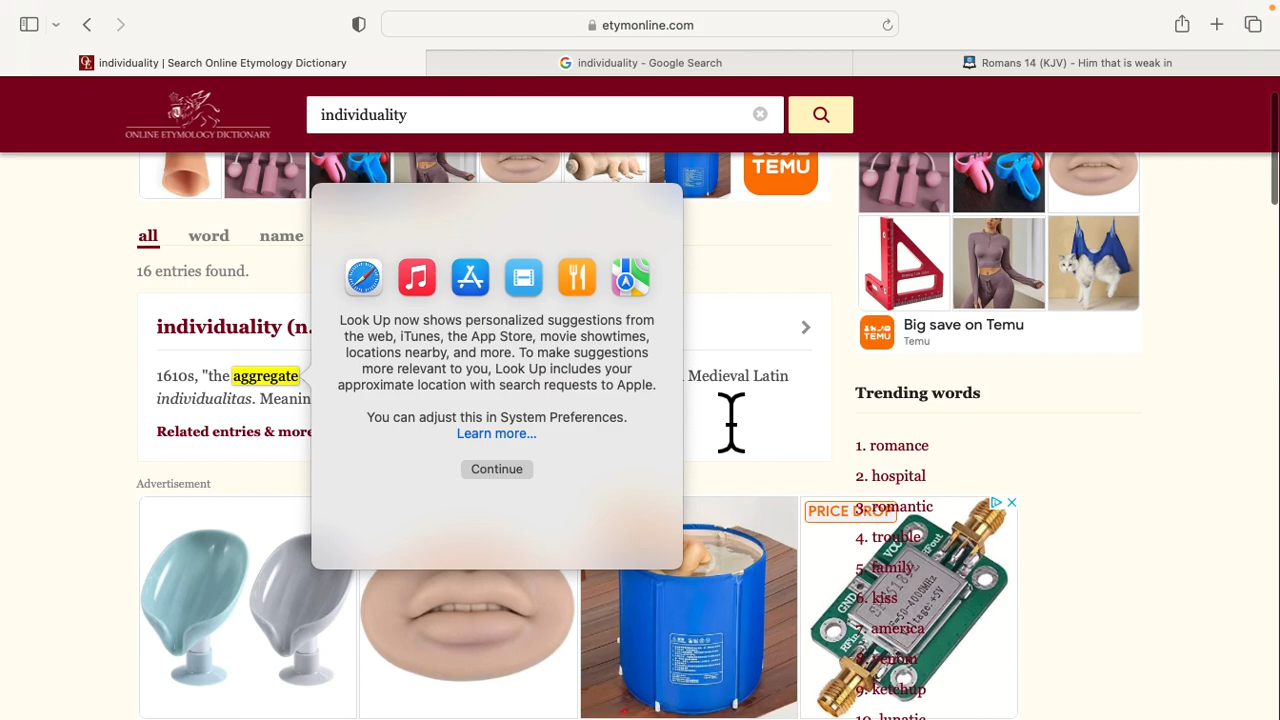 etymonline.com
individuality | Search Online Etymology Dictionary
individuality - Google Search
Romans 14 (KJV) - Him that is weak in
ONLINE ETYMOLOGY DICTIONARY
individuality
TEMU
all word name
16 entries found.
individuality (n.
1610s, "the aggregate
Medieval Latin
individualitas. Meanin
Related entries & more
Look Up now shows personalized suggestions from
the web, iTunes, the App Store, movie showtimes,
locations nearby, and more. To make suggestions
more relevant to you, Look Up includes your
approximate location with search requests to Apple.
You can adjust this in System Preferences.
Learn more...
Continue
Big save on Temu
Temu
Trending words
1. romance
2. hospital
3. romantic
4. trouble
5. family
6. kiss
7. america
8. venom
9. ketchup
10. lunatic
Advertisement
PRICE DROP